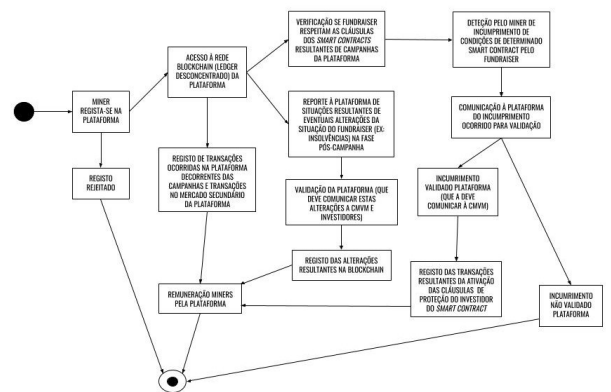 MINER
REGISTA-SE NA
PLATAFORMA
REGISTO
REJEITADO
ACESSO À REDE
BLOCKCHAIN (LEDGER
DESCONCENTRADO) DA
PLATAFORMA
REGISTO DE TRANSAÇÕES
OCORRIDAS NA PLATAFORMA
DECORRENTES DAS
CAMPANHAS E TRANSAÇÕES
NO MERCADO SECUNDÁRIO
DA PLATAFORMA
REMUNERAÇÃO MINERS
PELA PLATAFORMA
VERIFICAÇÃO SE FUNDRAISER
RESPEITAM AS CLÁUSULAS
DOS SMART CONTRACTS
RESULTANTES DE CAMPANHAS
DA PLATAFORMA
REPORTE À PLATAFORMA DE
SITUAÇÕES RESULTANTES DE
EVENTUAIS ALTERAÇÕES DA
SITUAÇÃO DO FUNDRAISER (EX:
INSOLVÊNCIAS) NA FASE
PÓS-CAMPANHA
VALIDAÇÃO DA PLATAFORMA (QUE
DEVE COMUNICAR ESTAS
ALTERAÇÕES A CMVM E
INVESTIDORES)
REGISTO DAS ALTERAÇÕES
RESULTANTES NA BLOCKCHAIN
DETEÇÃO PELO MINER DE
INCUMPRIMENTO DE
CONDIÇÕES DE DETERMINADO
SMART CONTRACT PELO
FUNDRAISER
COMUNICAÇÃO À PLATAFORMA
DO INCUMPRIMENTO
OCORRIDO PARA VALIDAÇÃO
INCUMRIMENTO
VALIDADO PLATAFORMA
(QUE A DEVE
COMUNICAR À CMVM)
REGISTO DAS TRANSAÇÕES
RESULTANTES DA ATIVAÇÃO
DAS CLÁUSULAS DE
PROTEÇÃO DO INVESTIDOR
DO SMART CONTRACT
INCUMRIMENTO
NÃO VALIDADO
PLATAFORMA